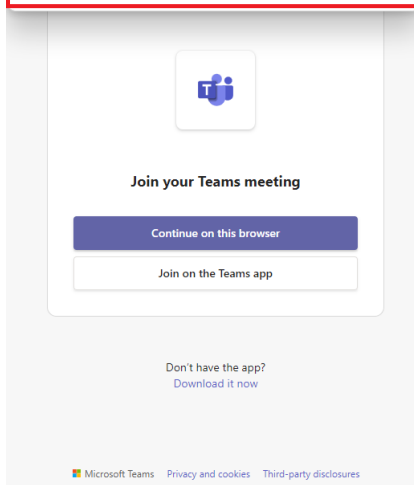 T
Join your Teams meeting
Continue on this browser
Join on the Teams app
Don't have the app?
Download it now
Microsoft Teams Privacy and cookies Third-party disclosures